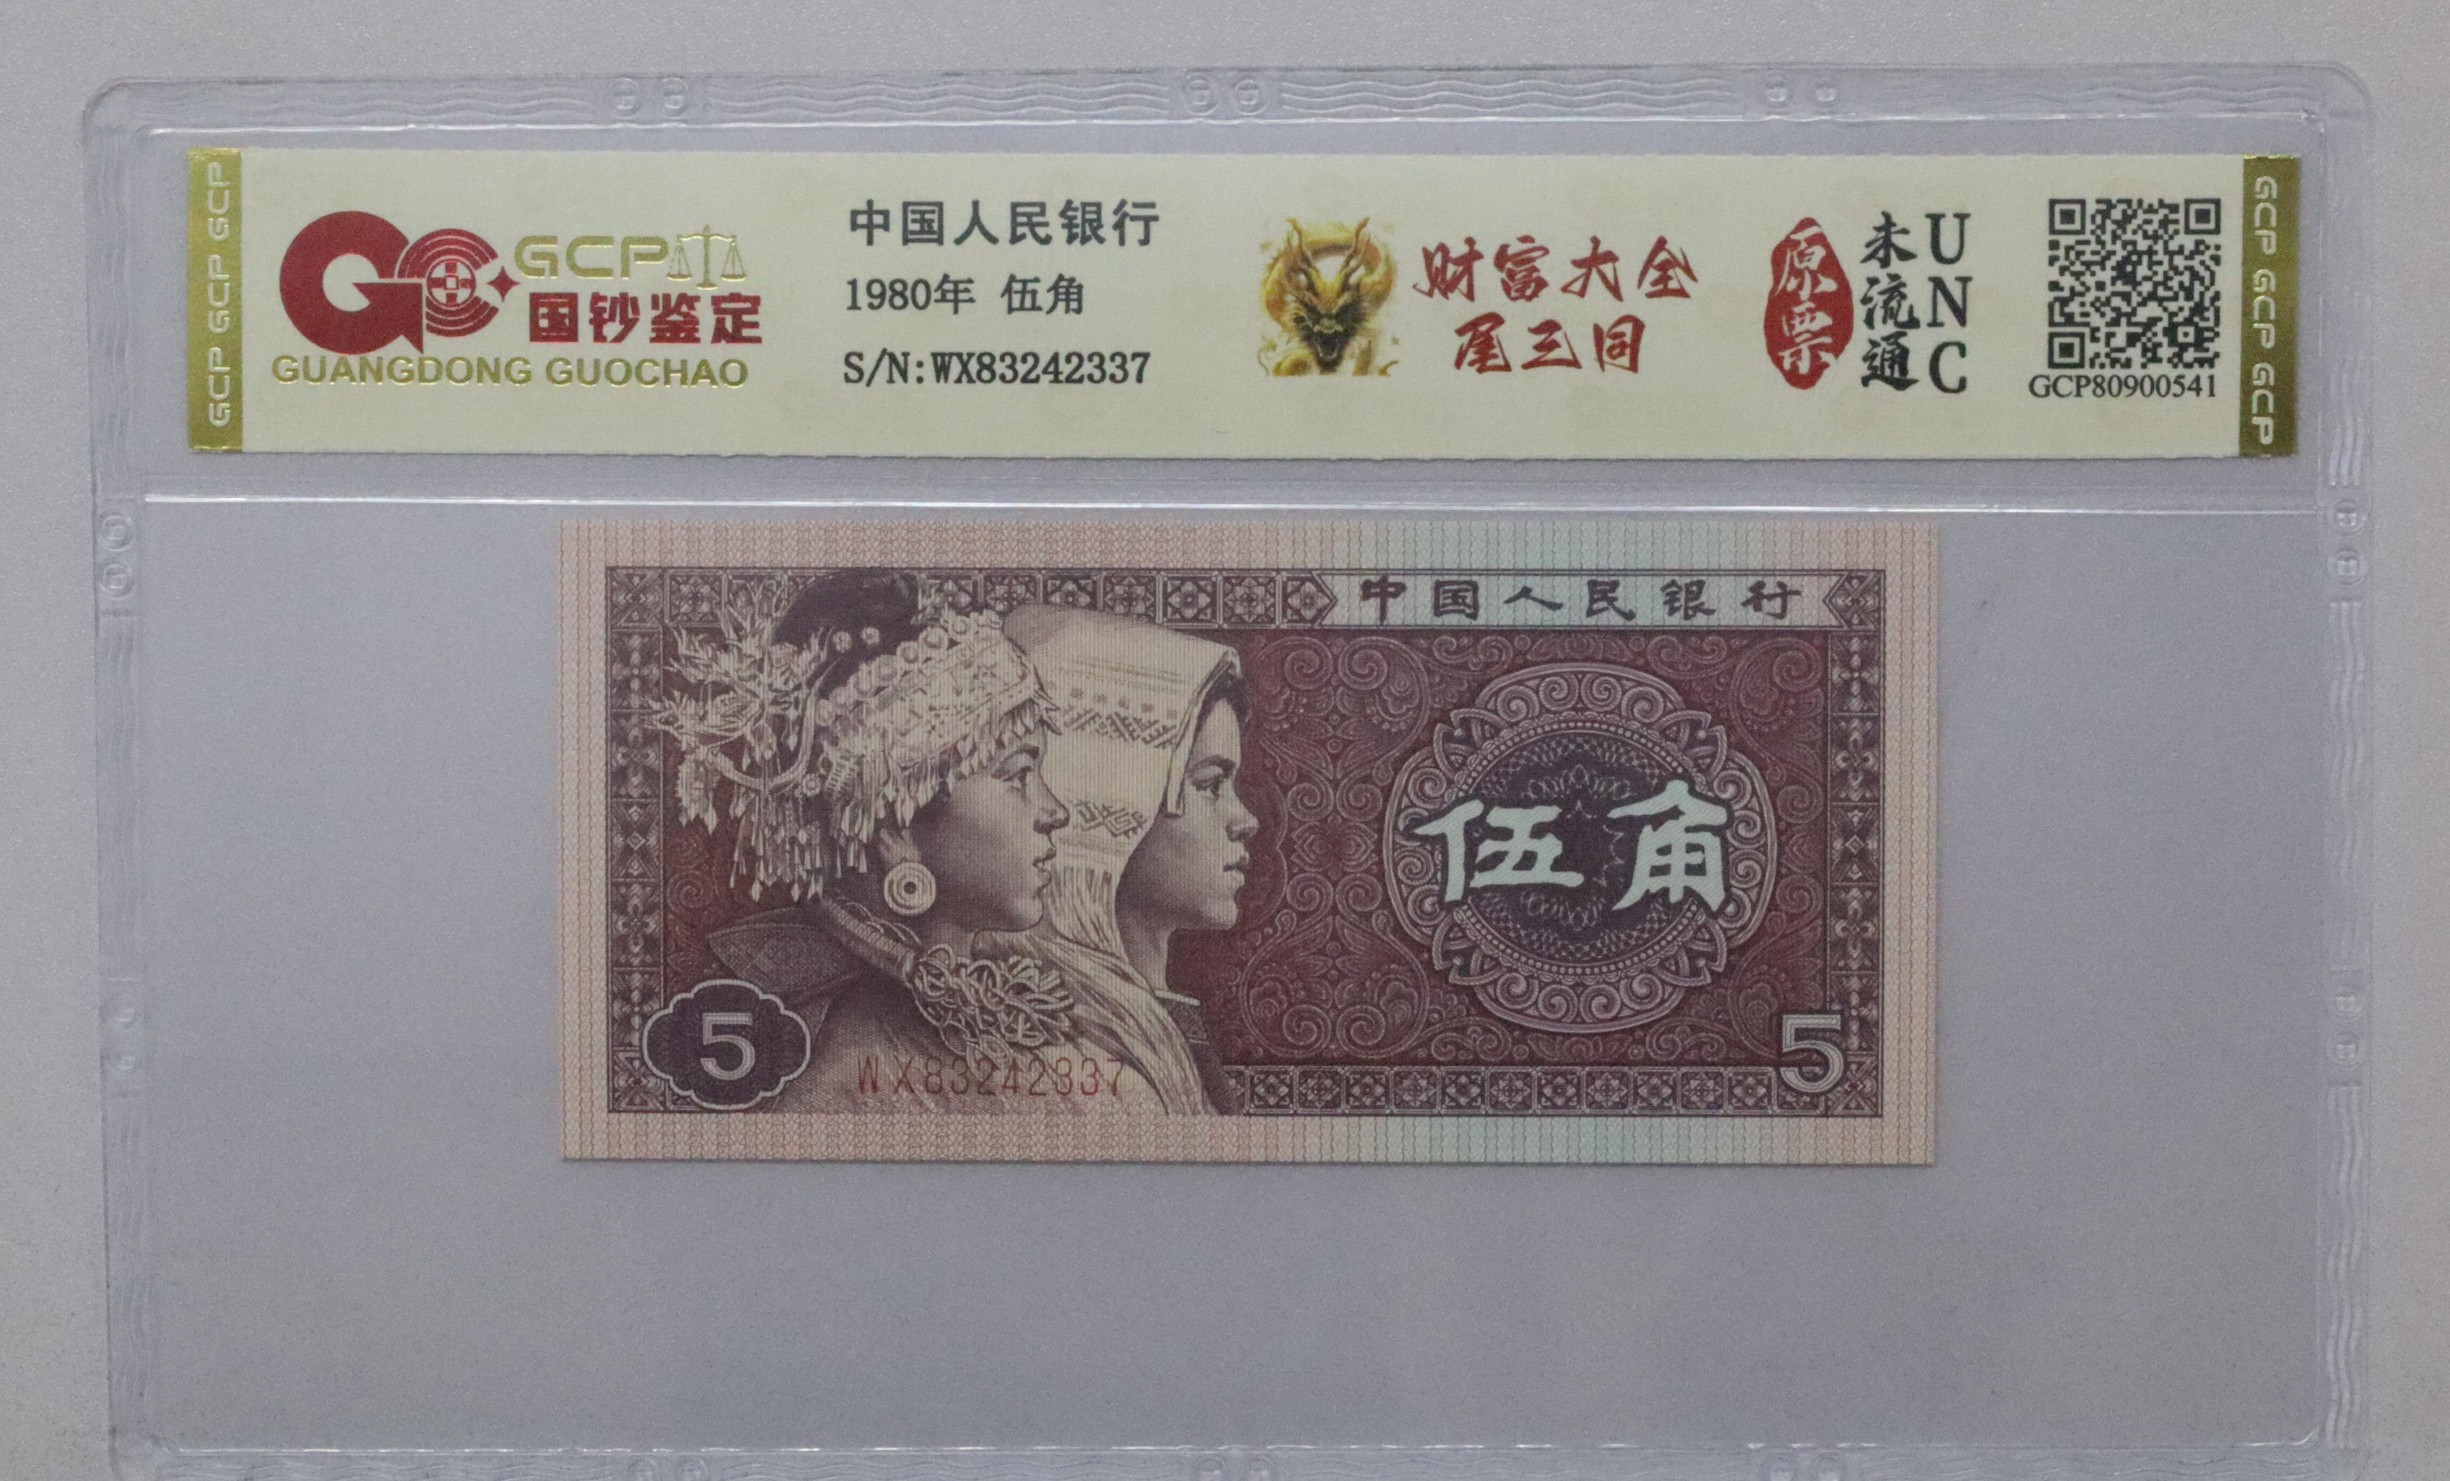 GCP GCP GCP
GCP
国钞鉴定
GUANGDONG GUOCHAO
中国人民银行
1980年 伍角
S/N:WX83242337
财富大全
尾三同
原票
未流通
UNC
GCP80900541
GCP GCP GCP
中国人民银行
伍角
5
WX83242337
5